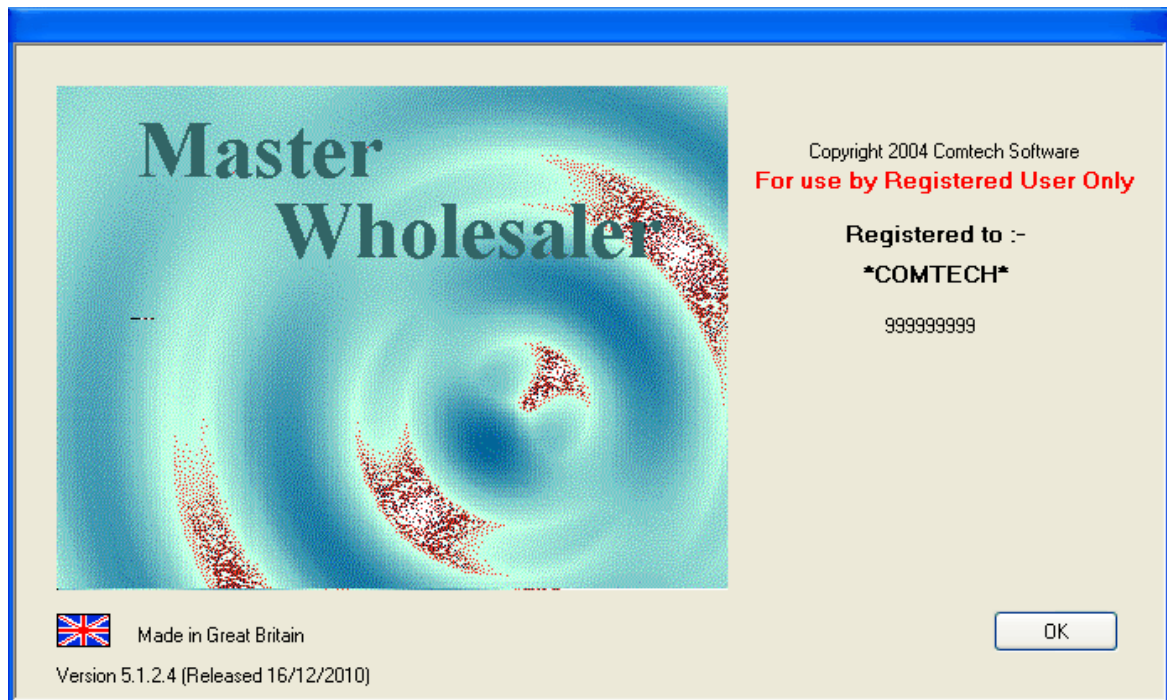 Master
Wholesaler
Copyright 2004 Comtech Software
For use by Registered User Only
Registered to :-
*COMTECH*
999999999
Made in Great Britain
OK
Version 5.1.2.4 (Released 16/12/2010)